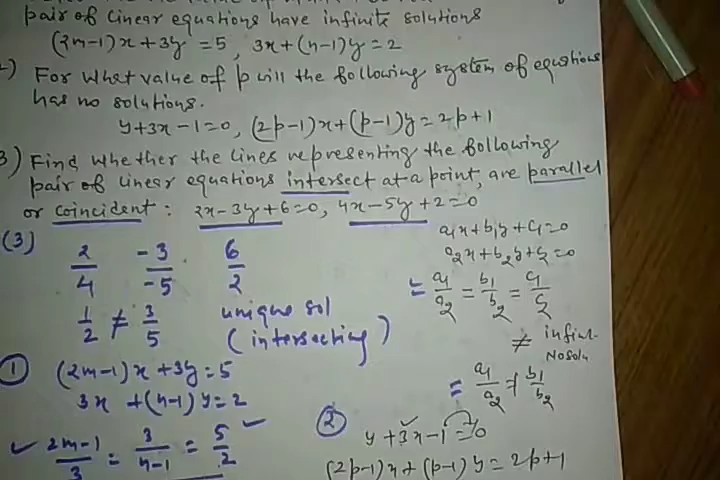 pair of linear equations have infinite solutions
(2m-1)x+3y=5, 3x+(n-1)y=2
2) For what value of p will the following system of equations
has no solutions.
y+3x-1=0, (2p-1)x+(p-1)y=2p+1
3) Find whether the lines representing the following
pair of linear equations intersect at a point, are parallel
or coincident: 2x-3y+6=0, 4x-5y+2=0
(3) 2/4 -3/-5 6/2
1/2 ≠ 3/5 unique sol
(intersecting)
a1x+b1y+c1=0
a2x+b2y+c2=0
= a1/a2 = b1/b2 = c1/c2
≠ infinit.
No soln
= a1/a2 ≠ b1/b2
① (2m-1)x+3y=5
3x+(n-1)y=2
✓ 2m-1/3 = 3/n-1 = 5/2 ✓
② y+3x-1=0
(2p-1)x+(p-1)y=2p+1